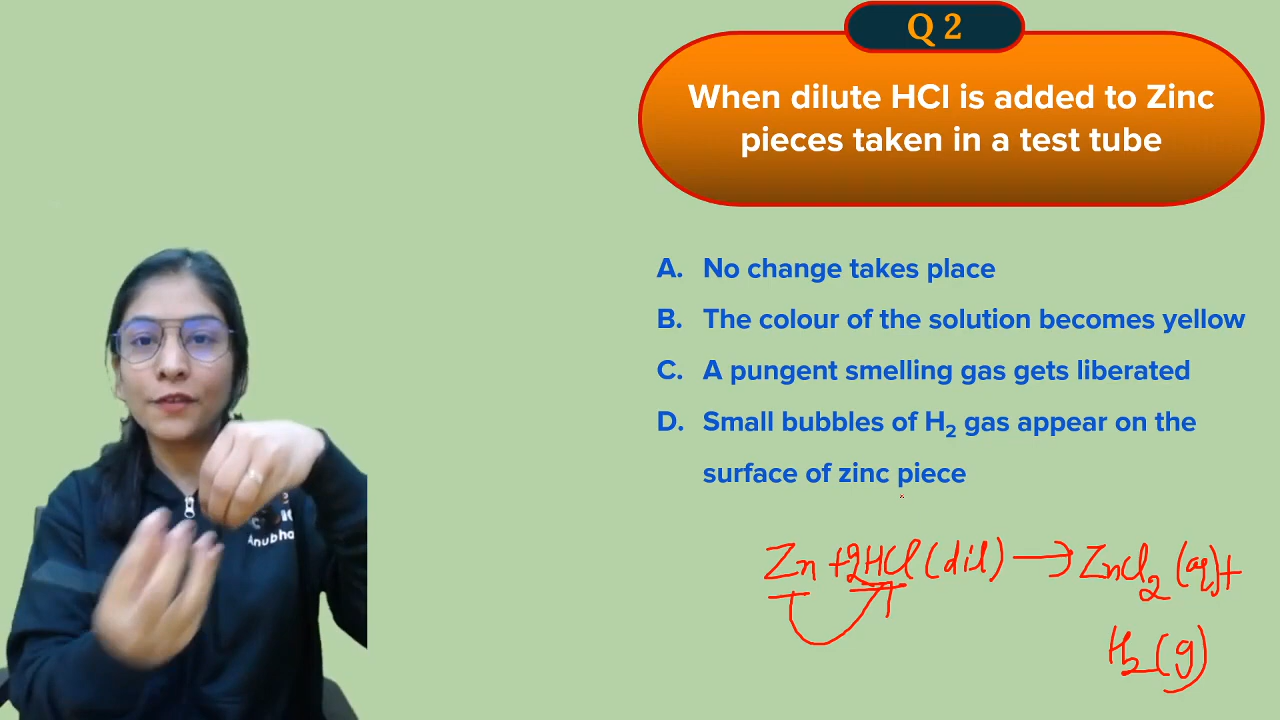 Q 2
When dilute HCl is added to Zinc
pieces taken in a test tube
A. No change takes place
B. The colour of the solution becomes yellow
C. A pungent smelling gas gets liberated
D. Small bubbles of H₂ gas appear on the
surface of zinc piece
Zn + 2HCl (dil) → ZnCl₂ (aq) +
H₂ (g)